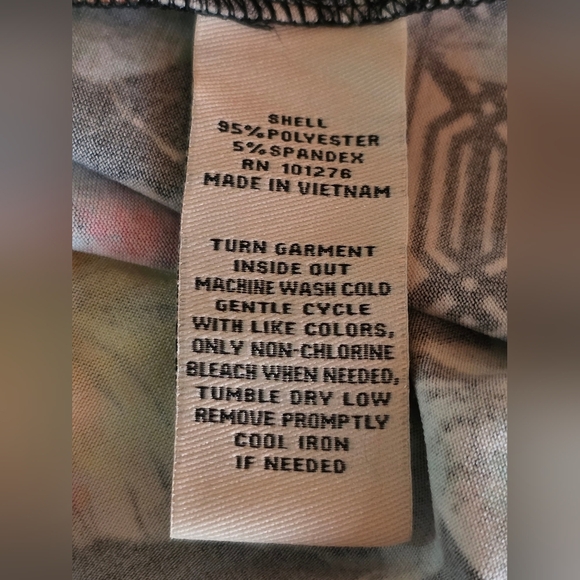 SHELL
95% POLYESTER
5% SPANDEX
RN 101276
MADE IN VIETNAM
TURN GARMENT
INSIDE OUT
MACHINE WASH COLD
GENTLE CYCLE
WITH LIKE COLORS,
ONLY NON-CHLORINE
BLEACH WHEN NEEDED,
TUMBLE DRY LOW
REMOVE PROMPTLY
COOL IRON
IF NEEDED